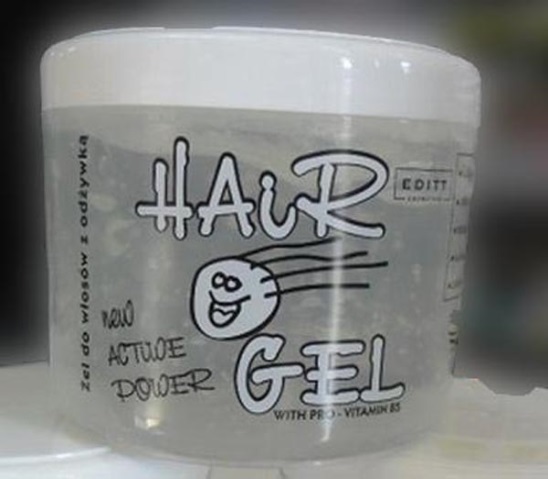 Żel do włosów z odżywką
HAiR
EDITT
GEL
WITH PRO - VITAMIN B5
new
ACTIVE
POWER